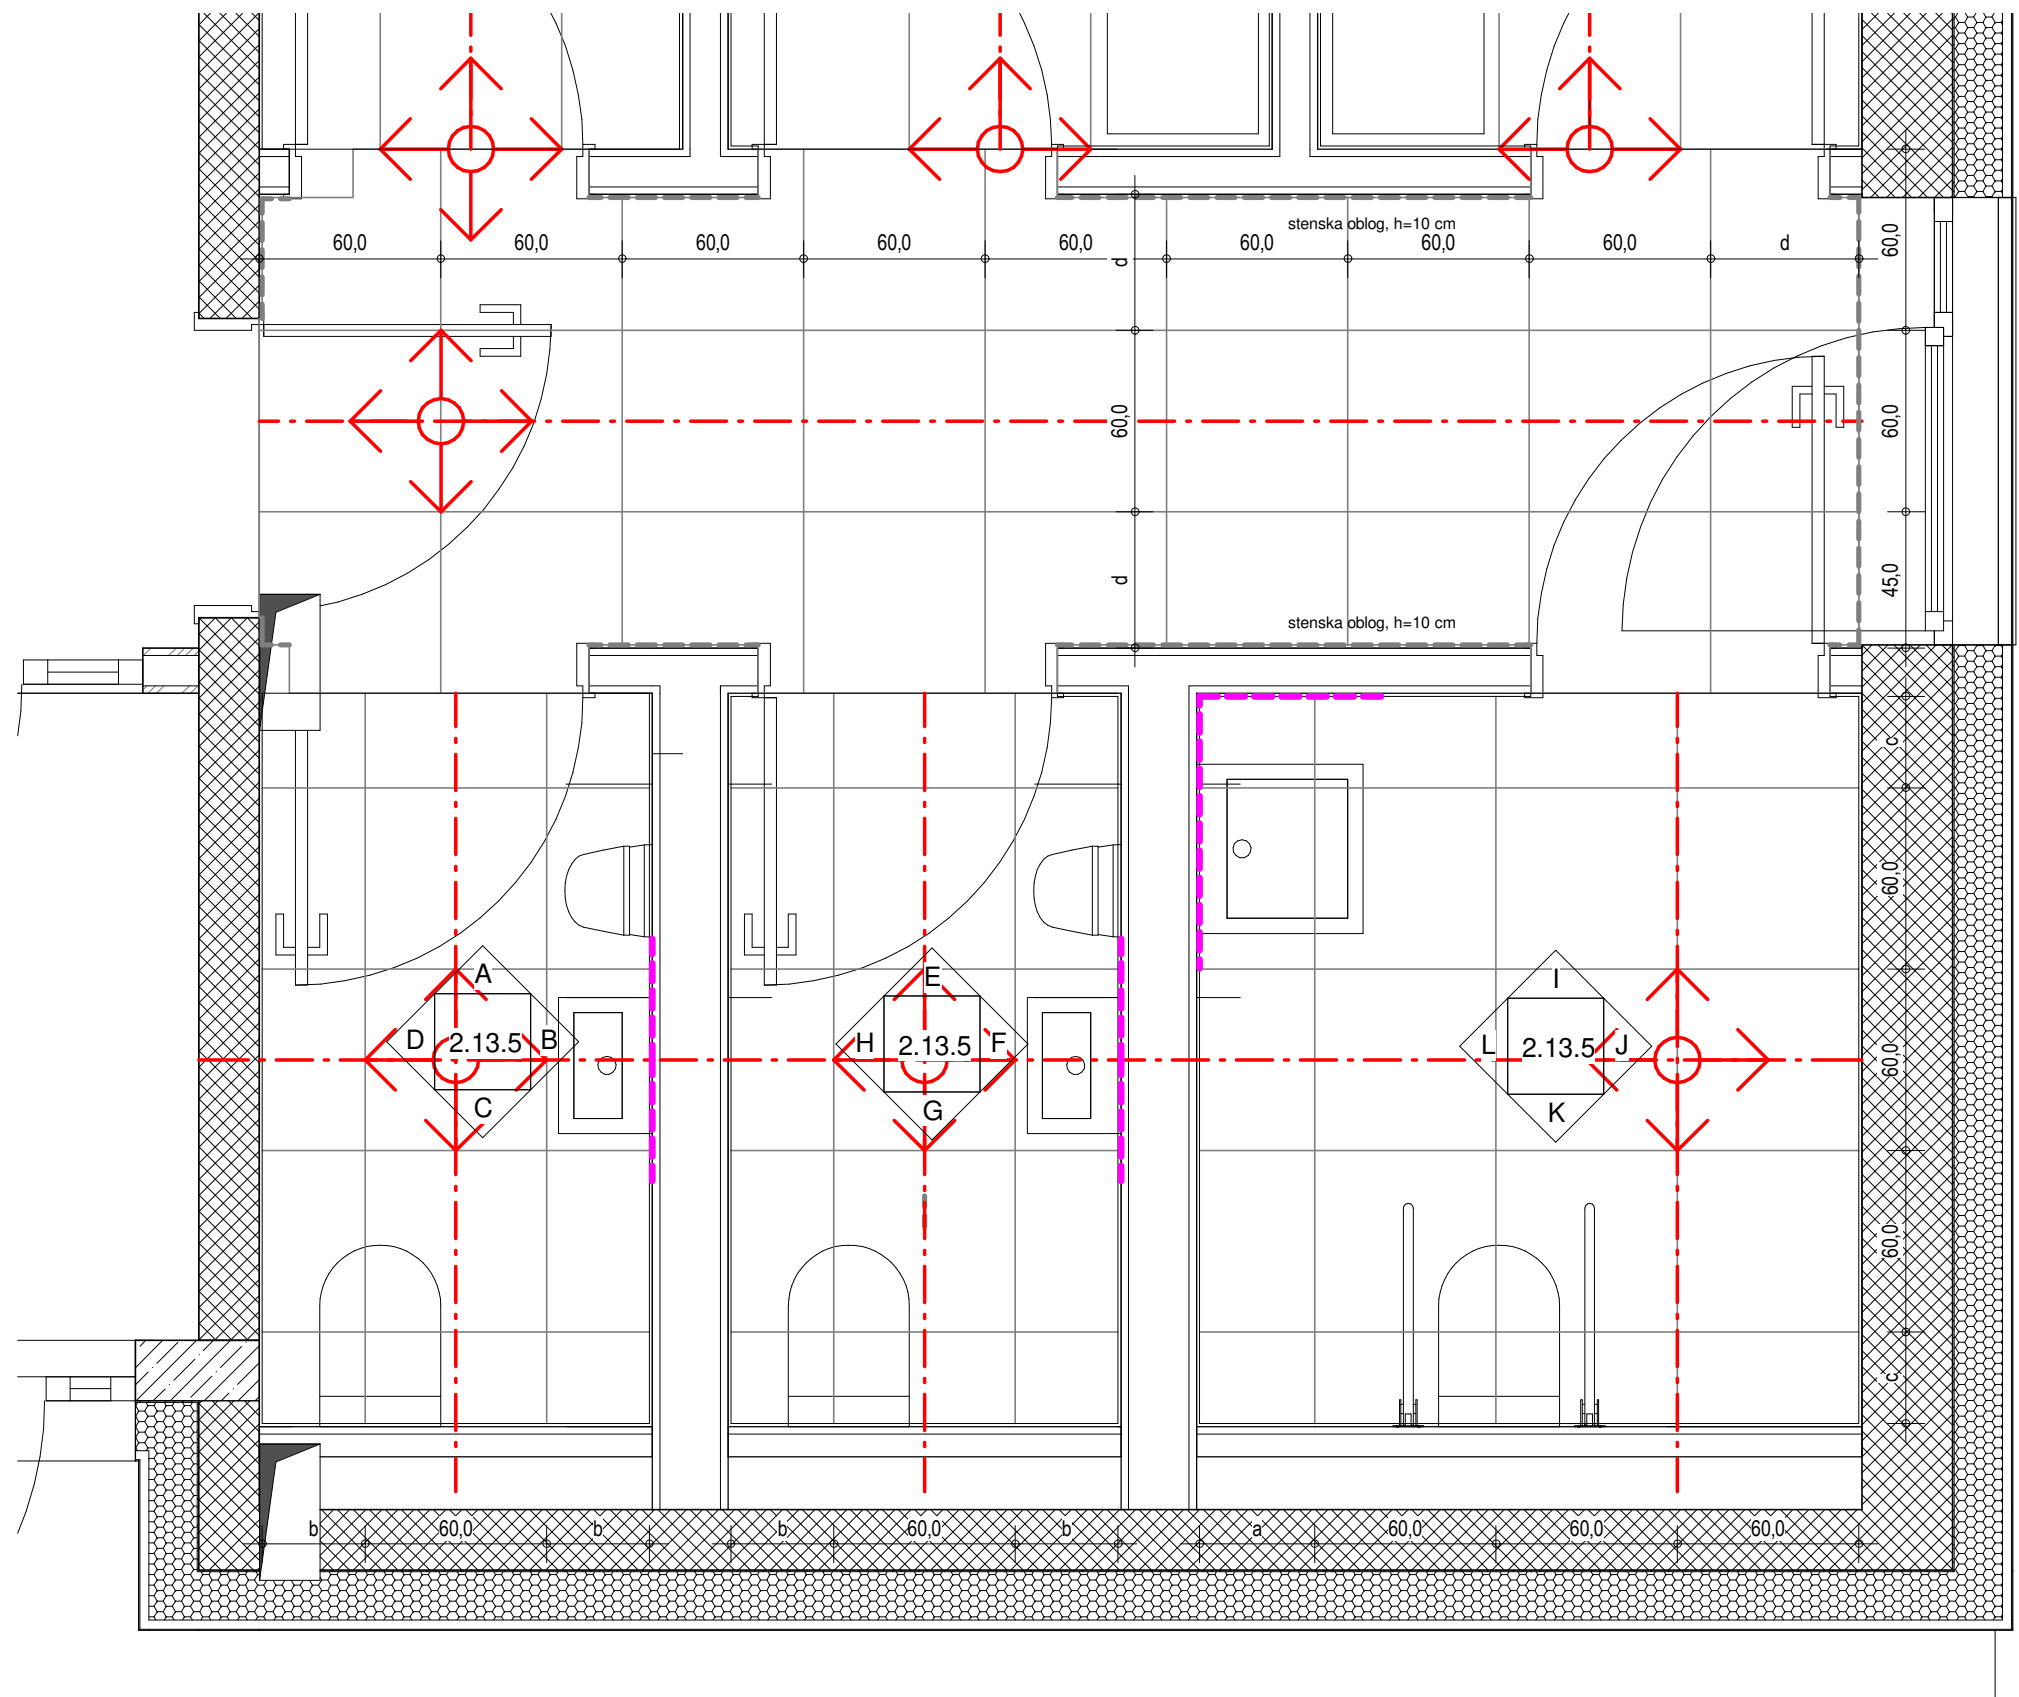 stenska oblog, h=10 cm
60,0 60,0 60,0 60,0 60,0 60,0 60,0 60,0 d
d
60,0
60,0
60,0
d
45,0
stenska oblog, h=10 cm
c
60,0
A
D 2.13.5 B
C
E
H 2.13.5 F
G
I
L 2.13.5 J
K
60,0
60,0
c
b 60,0 b b 60,0 b a 60,0 60,0 60,0